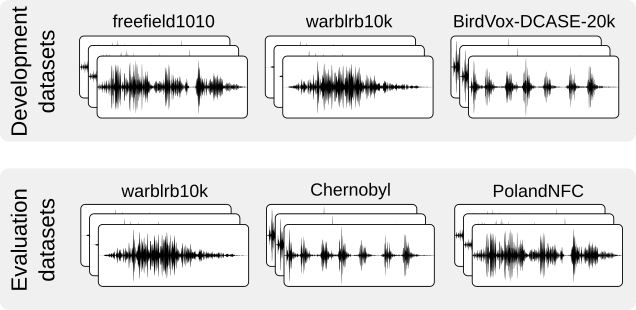 Development
datasets
freefield1010
warblrb10k
BirdVox-DCASE-20k
Evaluation
datasets
warblrb10k
Chernobyl
PolandNFC